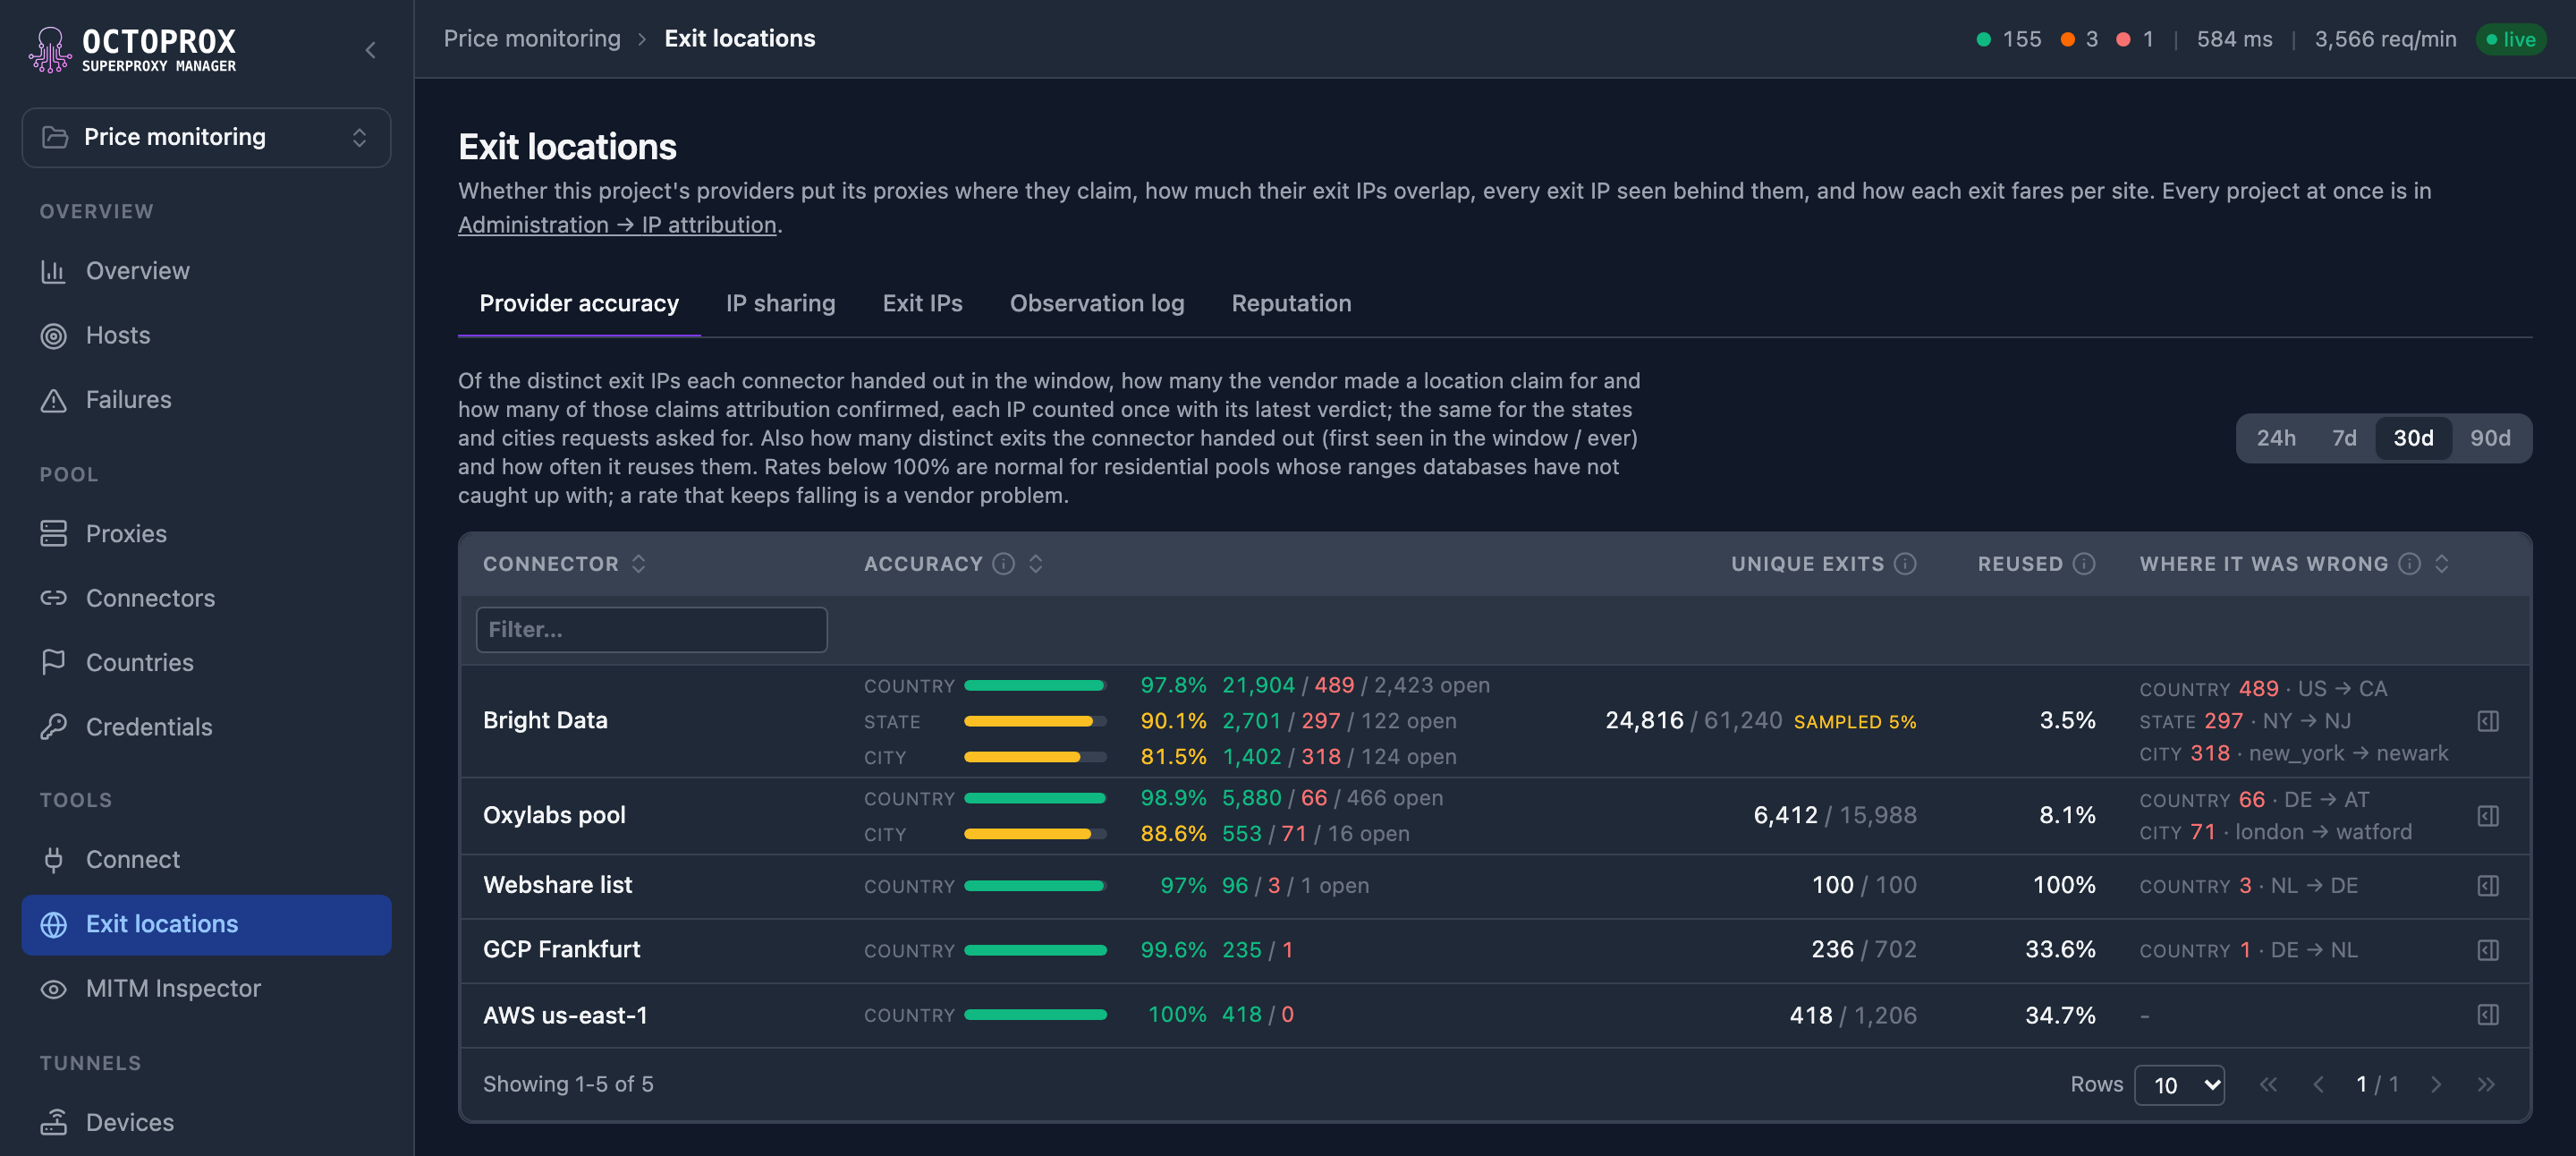 OCTOPROX
SUPERPROXY MANAGER
Price monitoring
OVERVIEW
Overview
Hosts
Failures
POOL
Proxies
Connectors
Countries
Credentials
TOOLS
Connect
Exit locations
MITM Inspector
TUNNELS
Devices
Price monitoring > Exit locations
155 3 1 | 584 ms | 3,566 req/min live
Exit locations
Whether this project's providers put its proxies where they claim, how much their exit IPs overlap, every exit IP seen behind them, and how each exit fares per site. Every project at once is in
Administration → IP attribution.
Provider accuracy IP sharing Exit IPs Observation log Reputation
Of the distinct exit IPs each connector handed out in the window, how many the vendor made a location claim for and
how many of those claims attribution confirmed, each IP counted once with its latest verdict; the same for the states
and cities requests asked for. Also how many distinct exits the connector handed out (first seen in the window / ever)
and how often it reuses them. Rates below 100% are normal for residential pools whose ranges databases have not
caught up with; a rate that keeps falling is a vendor problem.
24h 7d 30d 90d
CONNECTOR ACCURACY UNIQUE EXITS REUSED WHERE IT WAS WRONG
Filter...
Bright Data
COUNTRY 97.8% 21,904 / 489 / 2,423 open
STATE 90.1% 2,701 / 297 / 122 open
CITY 81.5% 1,402 / 318 / 124 open
24,816 / 61,240 SAMPLED 5%
3.5%
COUNTRY 489 · US → CA
STATE 297 · NY → NJ
CITY 318 · new_york → newark
Oxylabs pool
COUNTRY 98.9% 5,880 / 66 / 466 open
CITY 88.6% 553 / 71 / 16 open
6,412 / 15,988
8.1%
COUNTRY 66 · DE → AT
CITY 71 · london → watford
Webshare list COUNTRY 97% 96 / 3 / 1 open 100 / 100 100% COUNTRY 3 · NL → DE
GCP Frankfurt COUNTRY 99.6% 235 / 1 236 / 702 33.6% COUNTRY 1 · DE → NL
AWS us-east-1 COUNTRY 100% 418 / 0 418 / 1,206 34.7% -
Showing 1-5 of 5
Rows 10 « ‹ 1 / 1 › »